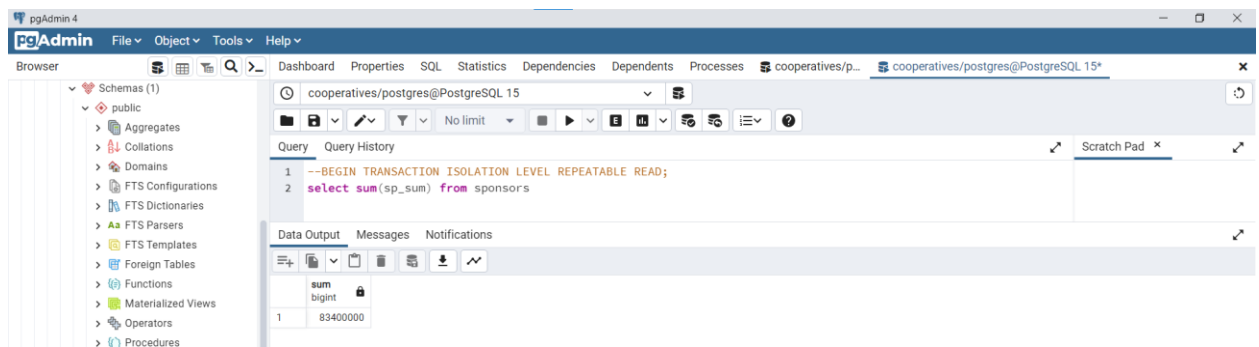 pgAdmin 4
pgAdmin File Object Tools Help
Browser Dashboard Properties SQL Statistics Dependencies Dependents Processes cooperatives/p... cooperatives/postgres@PostgreSQL 15*
Schemas (1)
public
Aggregates
Collations
Domains
FTS Configurations
FTS Dictionaries
Aa FTS Parsers
FTS Templates
Foreign Tables
Functions
Materialized Views
Operators
Procedures
cooperatives/postgres@PostgreSQL 15
No limit
Query Query History Scratch Pad
1 --BEGIN TRANSACTION ISOLATION LEVEL REPEATABLE READ;
2 select sum(sp_sum) from sponsors
Data Output Messages Notifications
sum
bigint
1 83400000